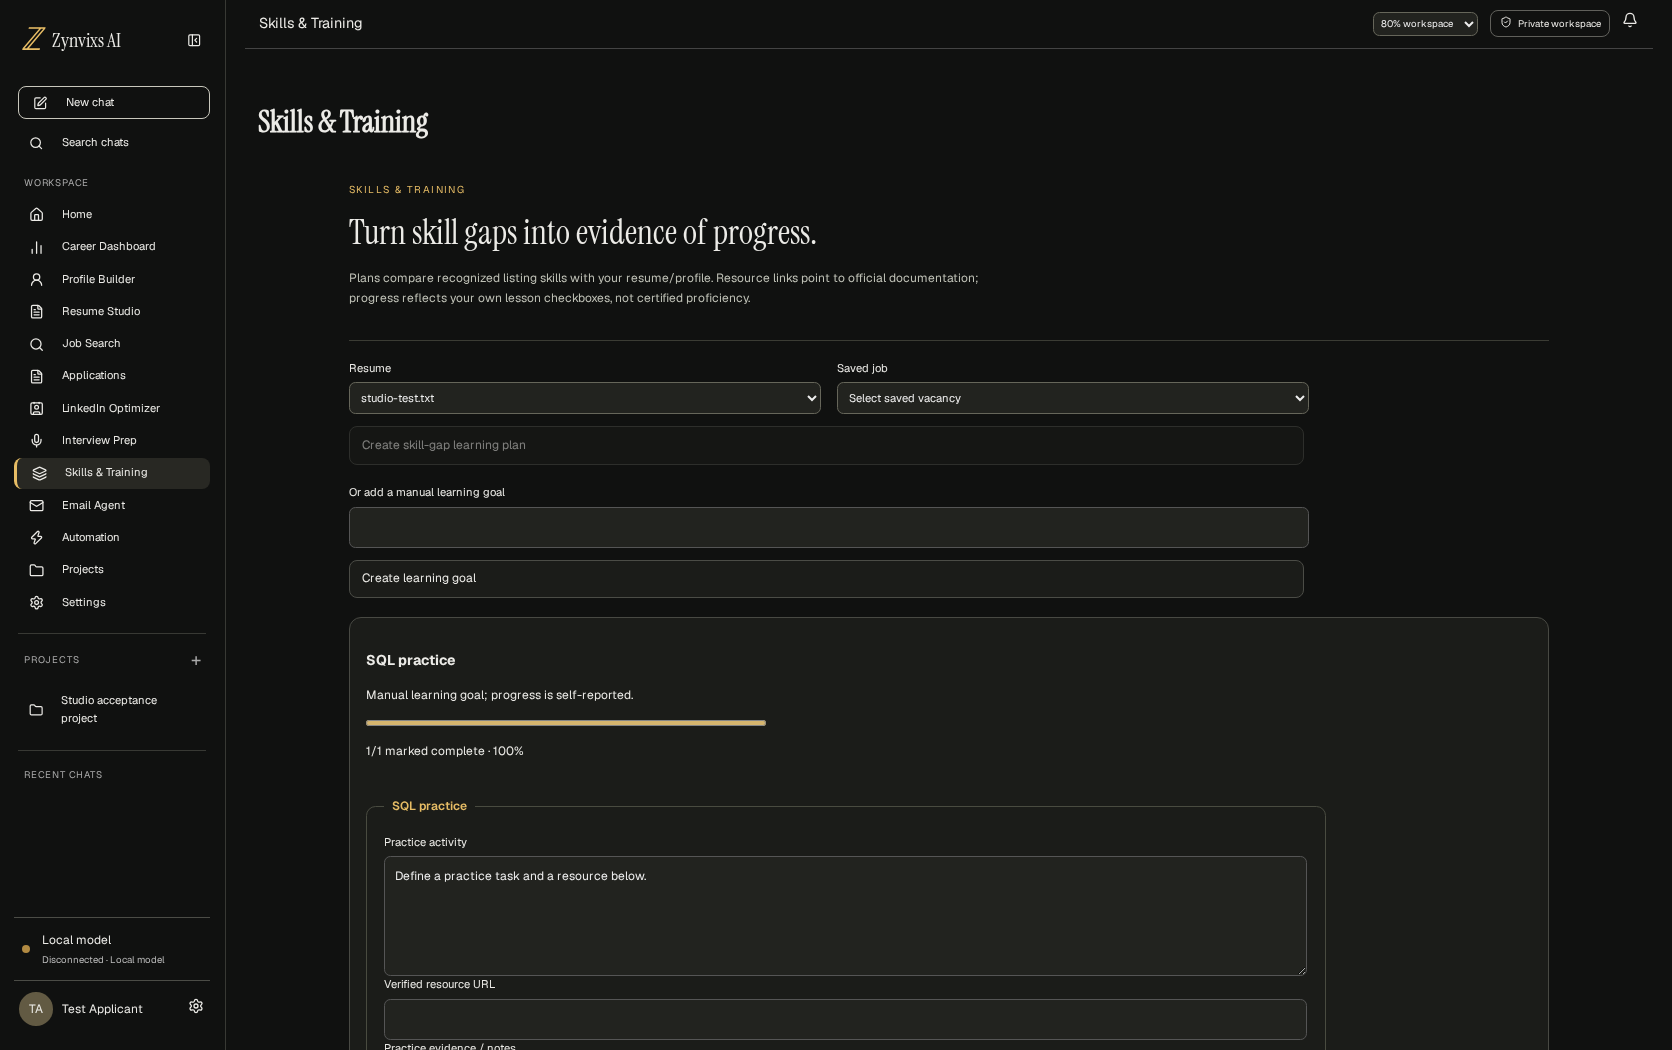 Zynvixs AI
New chat
Search chats
WORKSPACE
Home
Career Dashboard
Profile Builder
Resume Studio
Job Search
Applications
LinkedIn Optimizer
Interview Prep
Skills & Training
Email Agent
Automation
Projects
Settings
PROJECTS
Studio acceptance
project
RECENT CHATS
Local model
Disconnected · Local model
TA
Test Applicant
Skills & Training
80% workspace
Private workspace
Skills & Training
SKILLS & TRAINING
Turn skill gaps into evidence of progress.
Plans compare recognized listing skills with your resume/profile. Resource links point to official documentation;
progress reflects your own lesson checkboxes, not certified proficiency.
Resume
Saved job
studio-test.txt
Select saved vacancy
Create skill-gap learning plan
Or add a manual learning goal
Create learning goal
SQL practice
Manual learning goal; progress is self-reported.
1/1 marked complete · 100%
SQL practice
Practice activity
Define a practice task and a resource below.
Verified resource URL
Practice evidence / notes